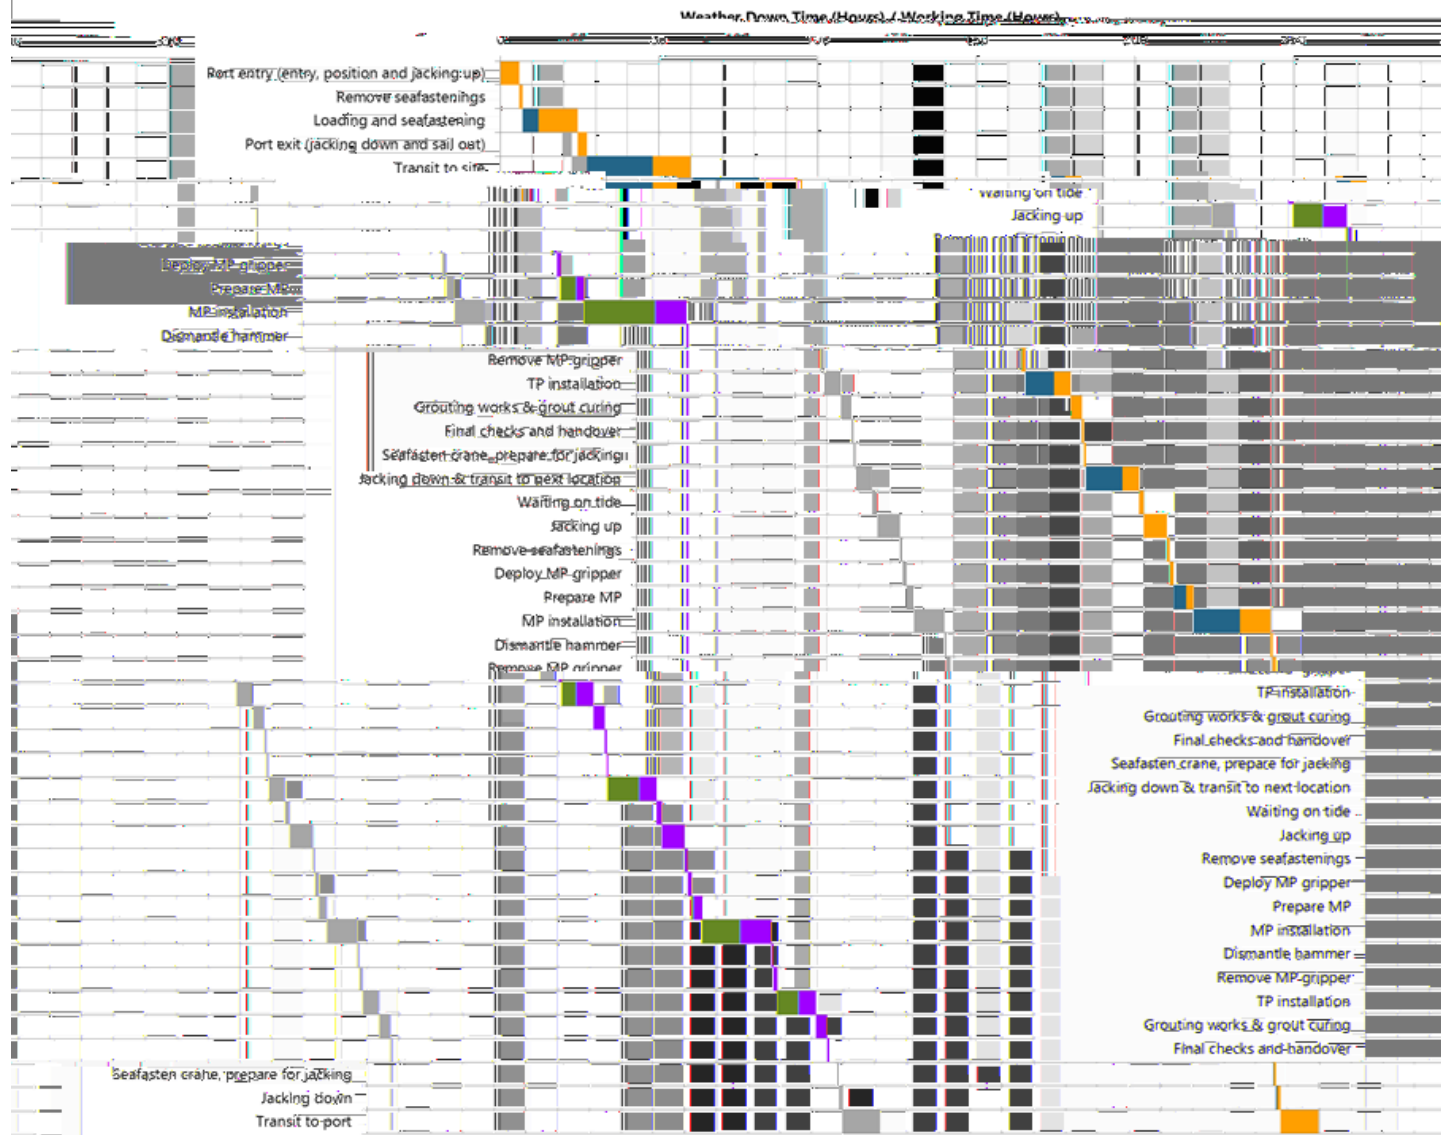 Weather Down Time (Hours) / Working Time (Hours)
Port entry (entry, position and jacking up)
Remove seafastenings
Loading and seafastening
Port exit (jacking down and sail out)
Transit to site
Waiting on tide
Jacking up
Deploy MP gripper
Prepare MP
MP installation
Dismantle hammer
Remove MP gripper
TP installation
Grouting works & grout curing
Final checks and handover
Seafasten crane, prepare for jacking
Jacking down & transit to next location
Waiting on tide
Jacking up
Remove seafastenings
Deploy MP gripper
Prepare MP
MP installation
Dismantle hammer
Remove MP gripper
TP installation
Grouting works & grout curing
Final checks and handover
Seafasten crane, prepare for jacking
Jacking down & transit to next location
Waiting on tide
Jacking up
Remove seafastenings
Deploy MP gripper
Prepare MP
MP installation
Dismantle hammer
Remove MP gripper
TP installation
Grouting works & grout curing
Final checks and handover
Seafasten crane, prepare for jacking
Jacking down
Transit to port